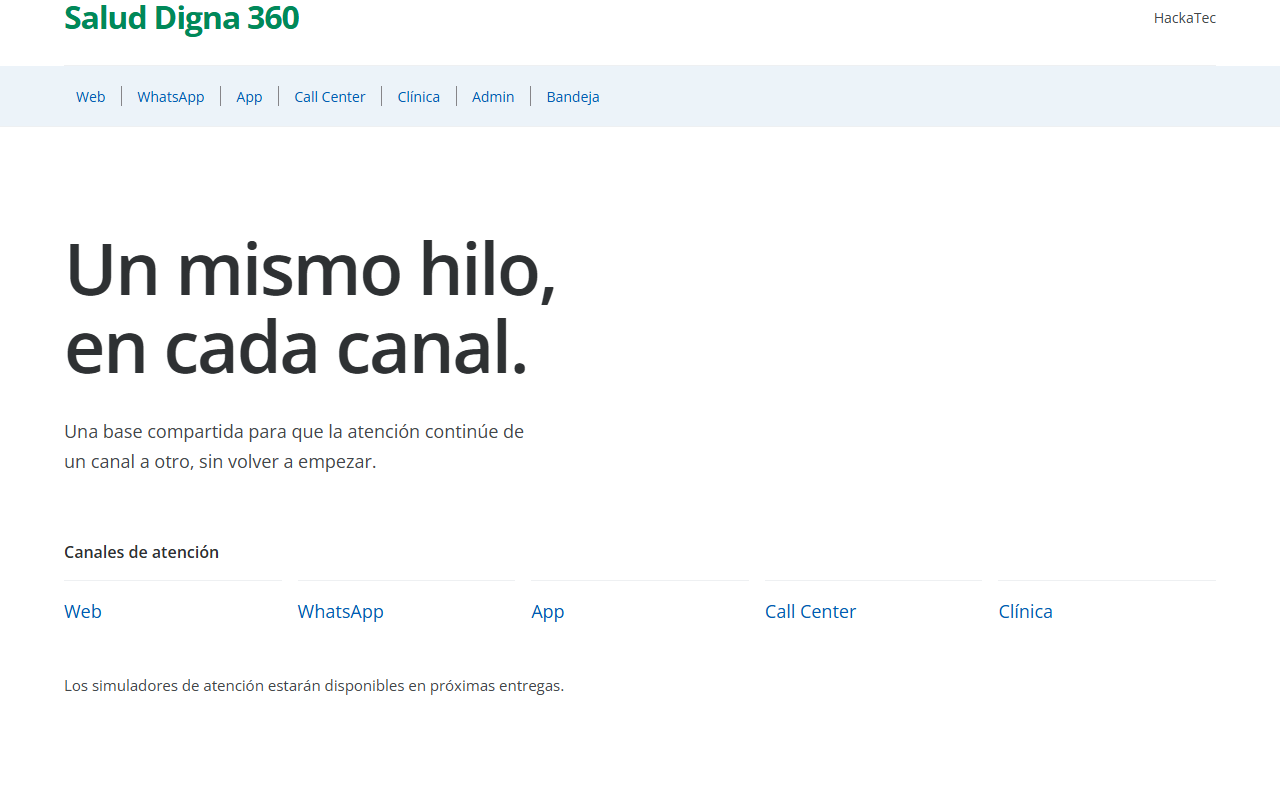 Salud Digna 360
HackaTec
Web
WhatsApp
App
Call Center
Clínica
Admin
Bandeja
Un mismo hilo,
en cada canal.
Una base compartida para que la atención continúe de
un canal a otro, sin volver a empezar.
Canales de atención
Web
WhatsApp
App
Call Center
Clínica
Los simuladores de atención estarán disponibles en próximas entregas.